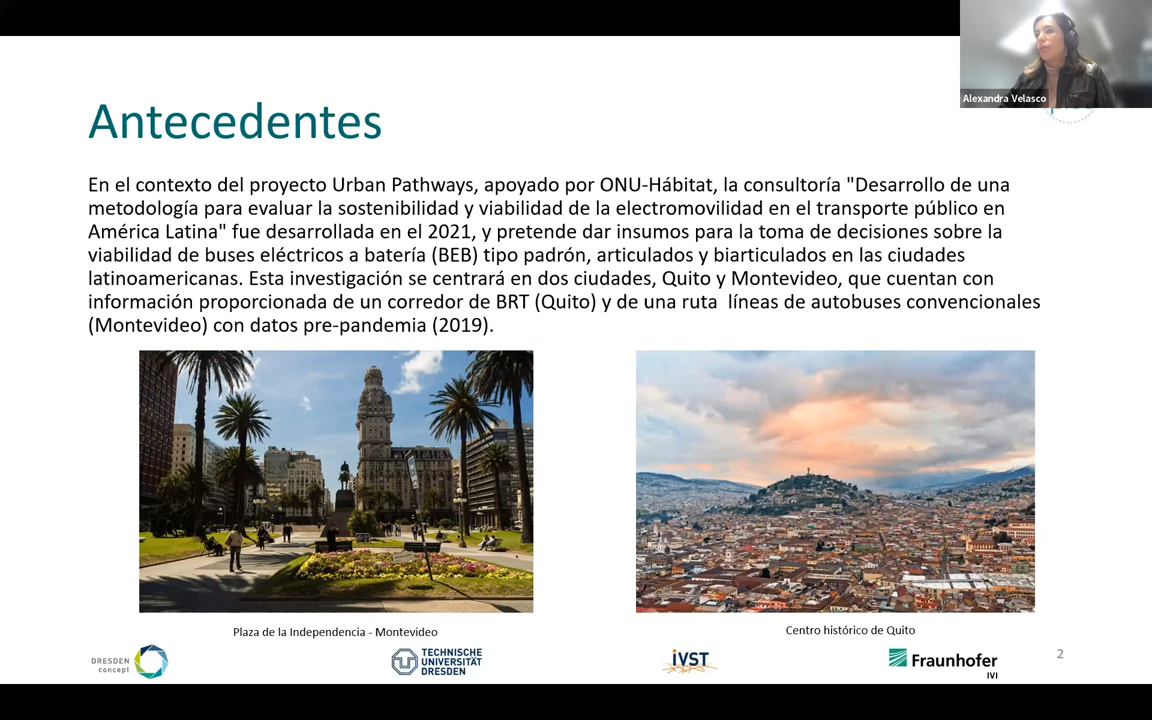 Alexandra Velasco
Antecedentes
En el contexto del proyecto Urban Pathways, apoyado por ONU-Hábitat, la consultoría "Desarrollo de una
metodología para evaluar la sostenibilidad y viabilidad de la electromovilidad en el transporte público en
América Latina" fue desarrollada en el 2021, y pretende dar insumos para la toma de decisiones sobre la
viabilidad de buses eléctricos a batería (BEB) tipo padrón, articulados y biarticulados en las ciudades
latinoamericanas. Esta investigación se centrará en dos ciudades, Quito y Montevideo, que cuentan con
información proporcionada de un corredor de BRT (Quito) y de una ruta  líneas de autobuses convencionales
(Montevideo) con datos pre-pandemia (2019).
Plaza de la Independencia - Montevideo
Centro histórico de Quito
DRESDEN
concept
TECHNISCHE
UNIVERSITÄT
DRESDEN
iVST
Fraunhofer
IVI
2